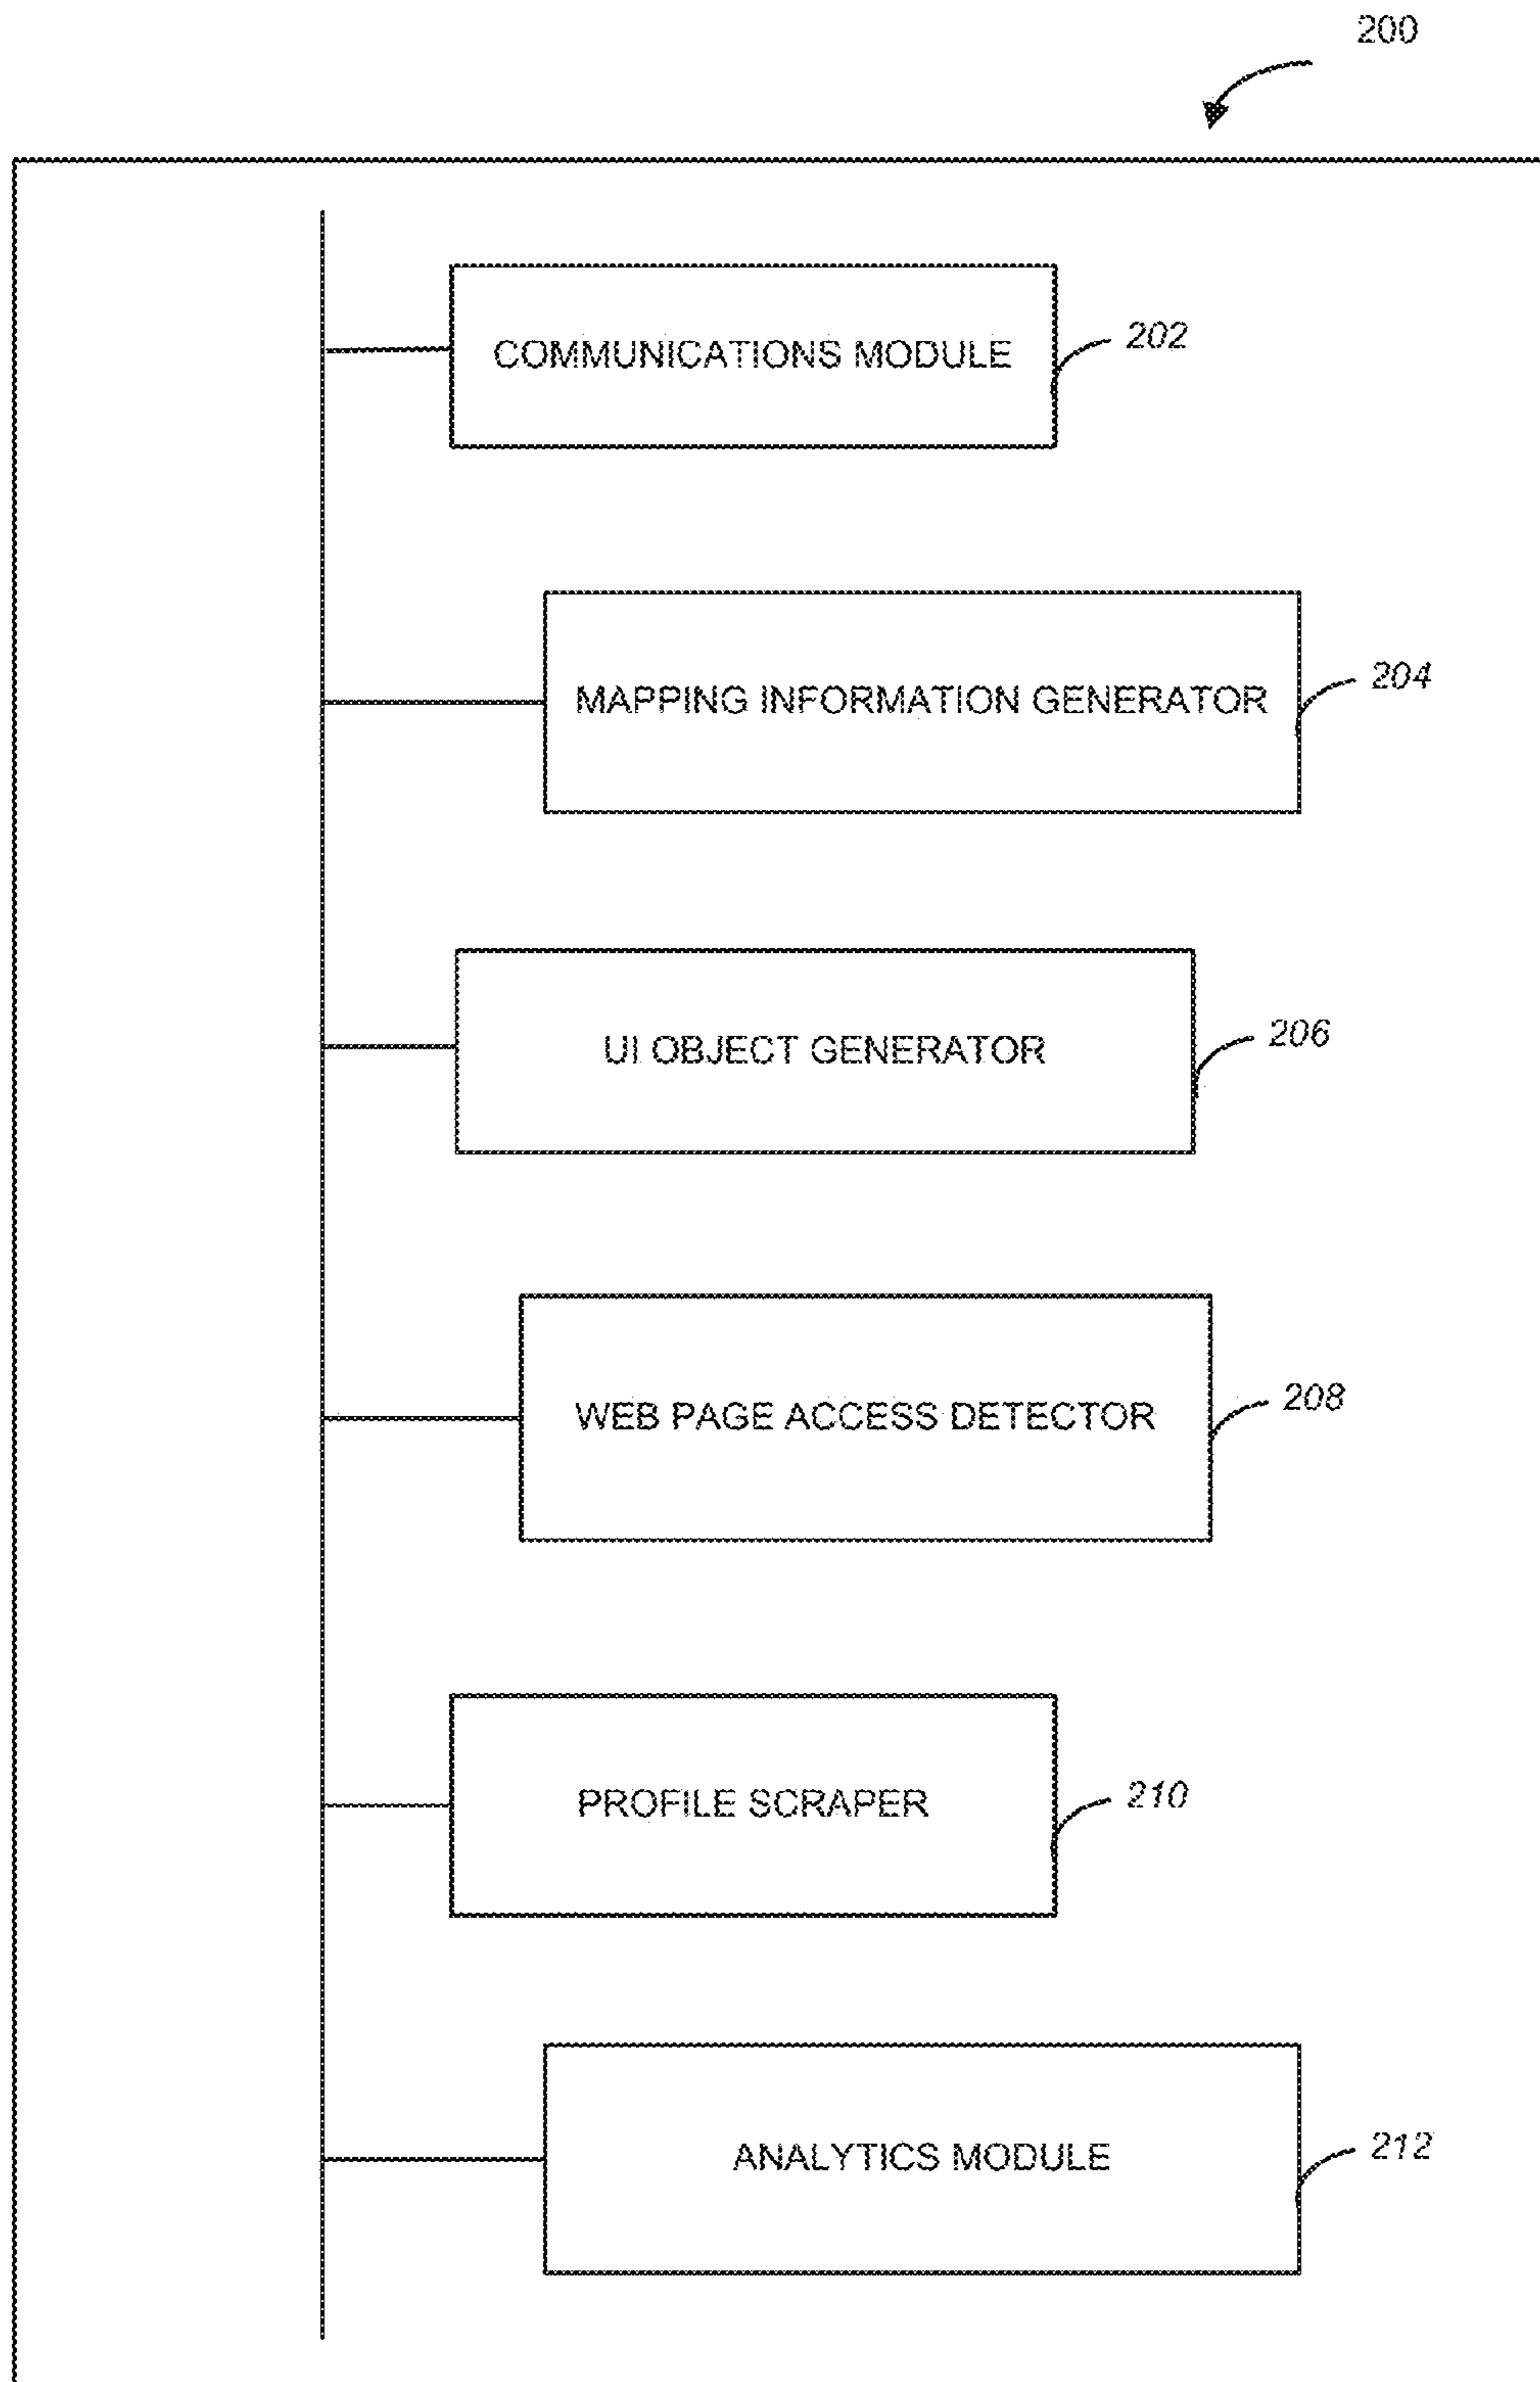 200
COMMUNICATIONS MODULE
202
MAPPING INFORMATION GENERATOR
204
UI OBJECT GENERATOR
206
WEB PAGE ACCESS DETECTOR
208
PROFILE SCRAPER
210
ANALYTICS MODULE
212